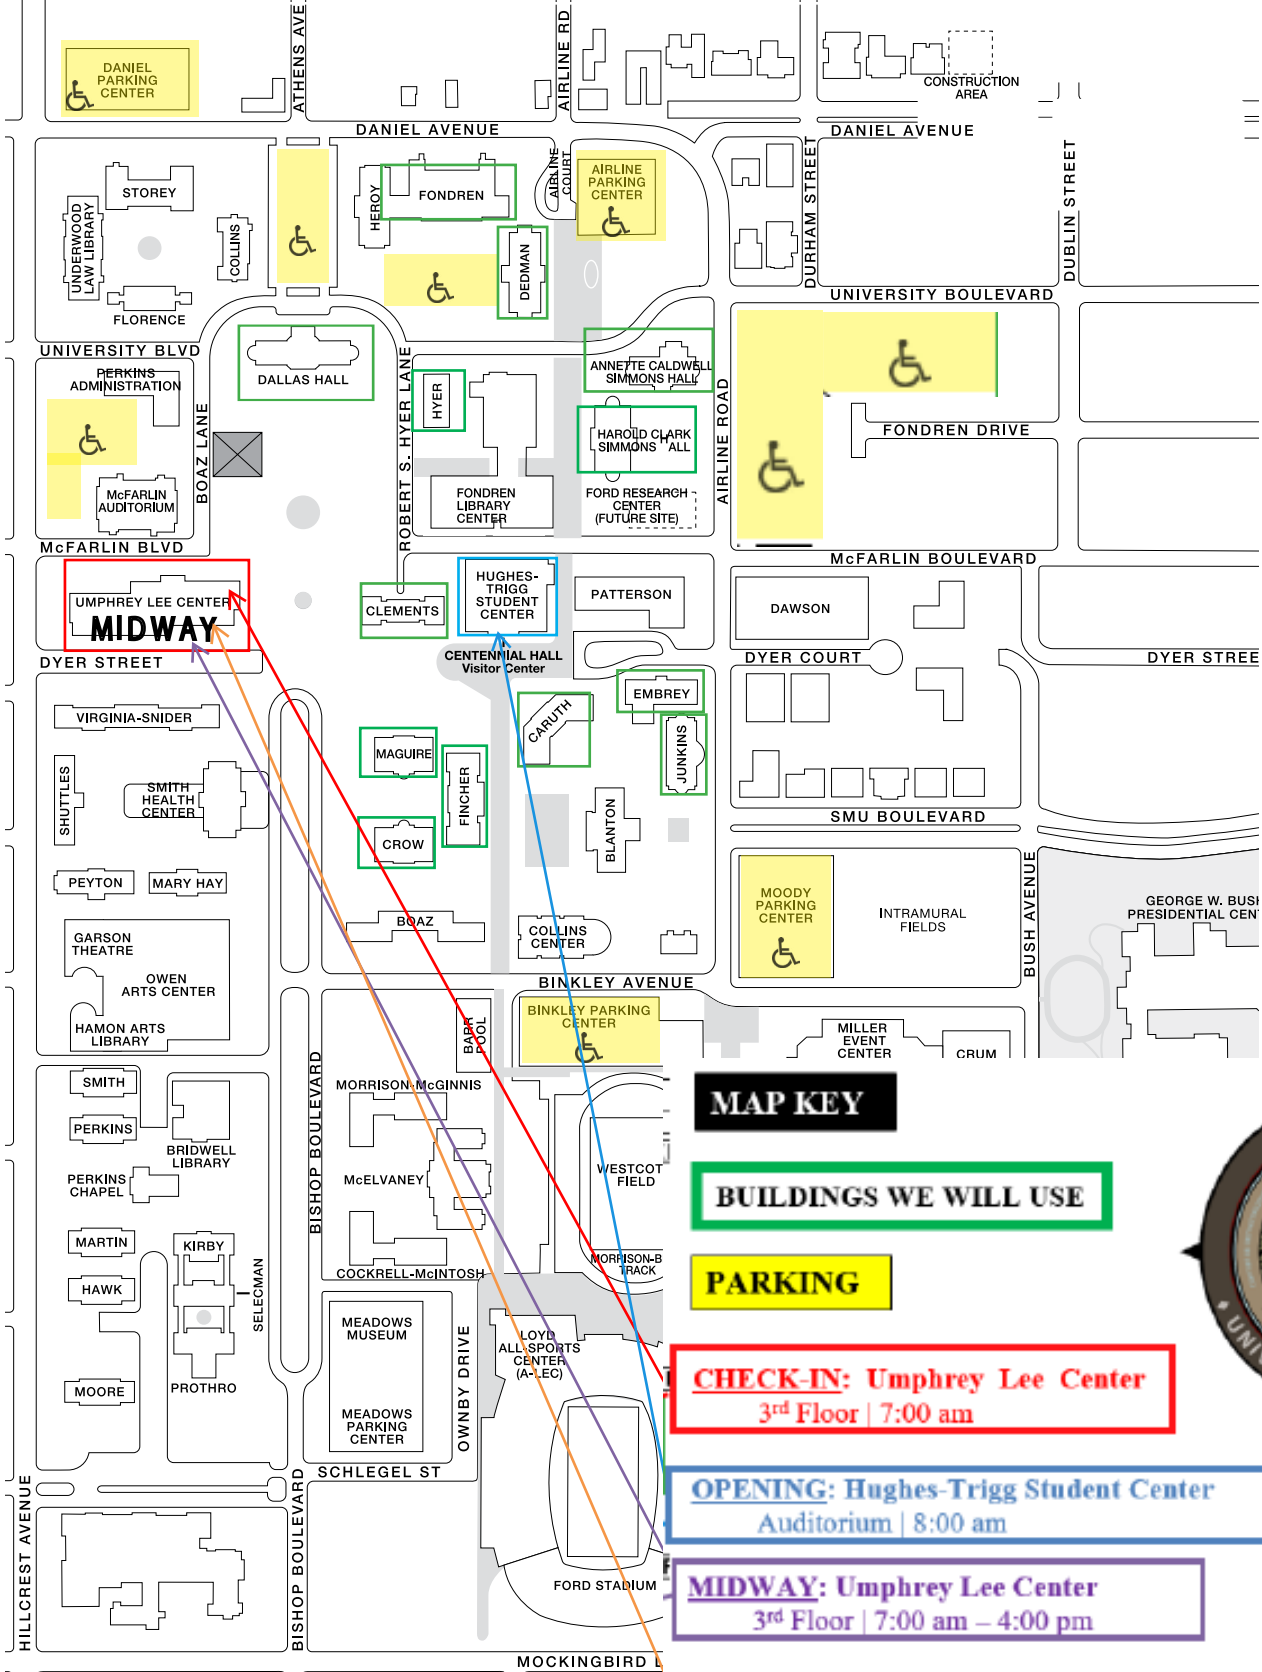 ATHENS AVE
AIRLINE RD
DANIEL
PARKING
CENTER
CONSTRUCTION
AREA
DANIEL AVENUE
DANIEL AVENUE
STOREY
UNDERWOOD
LAW LIBRARY
COLLINS
FLORENCE
HEROY
FONDREN
AIRLINE
COURT
AIRLINE
PARKING
CENTER
DEDMAN
DURHAM STREET
DUBLIN STREET
UNIVERSITY BOULEVARD
UNIVERSITY BLVD
PERKINS
ADMINISTRATION
DALLAS HALL
BOAZ LANE
ROBERT S. HYER LANE
HYER
ANNETTE CALDWELL
SIMMONS HALL
HAROLD CLARK
SIMMONS HALL
AIRLINE ROAD
FONDREN DRIVE
McFARLIN
AUDITORIUM
FONDREN
LIBRARY
CENTER
FORD RESEARCH
CENTER
(FUTURE SITE)
McFARLIN BLVD
McFARLIN BOULEVARD
UMPHREY LEE CENTER
MIDWAY
CLEMENTS
HUGHES-
TRIGG
STUDENT
CENTER
PATTERSON
DAWSON
DYER STREET
CENTENNIAL HALL
Visitor Center
DYER COURT
DYER STREE
VIRGINIA-SNIDER
CARUTH
EMBREY
JUNKINS
MAGUIRE
FINCHER
SHUTTLES
SMITH
HEALTH
CENTER
CROW
BLANTON
SMU BOULEVARD
PEYTON
MARY HAY
BOAZ
COLLINS
CENTER
MOODY
PARKING
CENTER
INTRAMURAL
FIELDS
BUSH AVENUE
GEORGE W. BUSH
PRESIDENTIAL CENT
GARSON
THEATRE
OWEN
ARTS CENTER
HAMON ARTS
LIBRARY
BINKLEY AVENUE
BARR
POOL
BINKLEY PARKING
CENTER
MILLER
EVENT
CENTER
CRUM
SMITH
PERKINS
BRIDWELL
LIBRARY
PERKINS
CHAPEL
BISHOP BOULEVARD
MORRISON-McGINNIS
McELVANEY
COCKRELL-McINTOSH
WESTCOT
FIELD
MORRISON-B
TRACK
MARTIN
HAWK
KIRBY
SELECMAN
PROTHRO
MOORE
MEADOWS
MUSEUM
MEADOWS
PARKING
CENTER
OWNBY DRIVE
LOYD
ALL-SPORTS
CENTER
(A-LEC)
SCHLEGEL ST
HILLCREST AVENUE
BISHOP BOULEVARD
FORD STADIUM
MOCKINGBIRD L
MAP KEY
BUILDINGS WE WILL USE
PARKING
CHECK-IN: Umphrey Lee Center
3rd Floor | 7:00 am
OPENING: Hughes-Trigg Student Center
Auditorium | 8:00 am
MIDWAY: Umphrey Lee Center
3rd Floor | 7:00 am – 4:00 pm
UNI